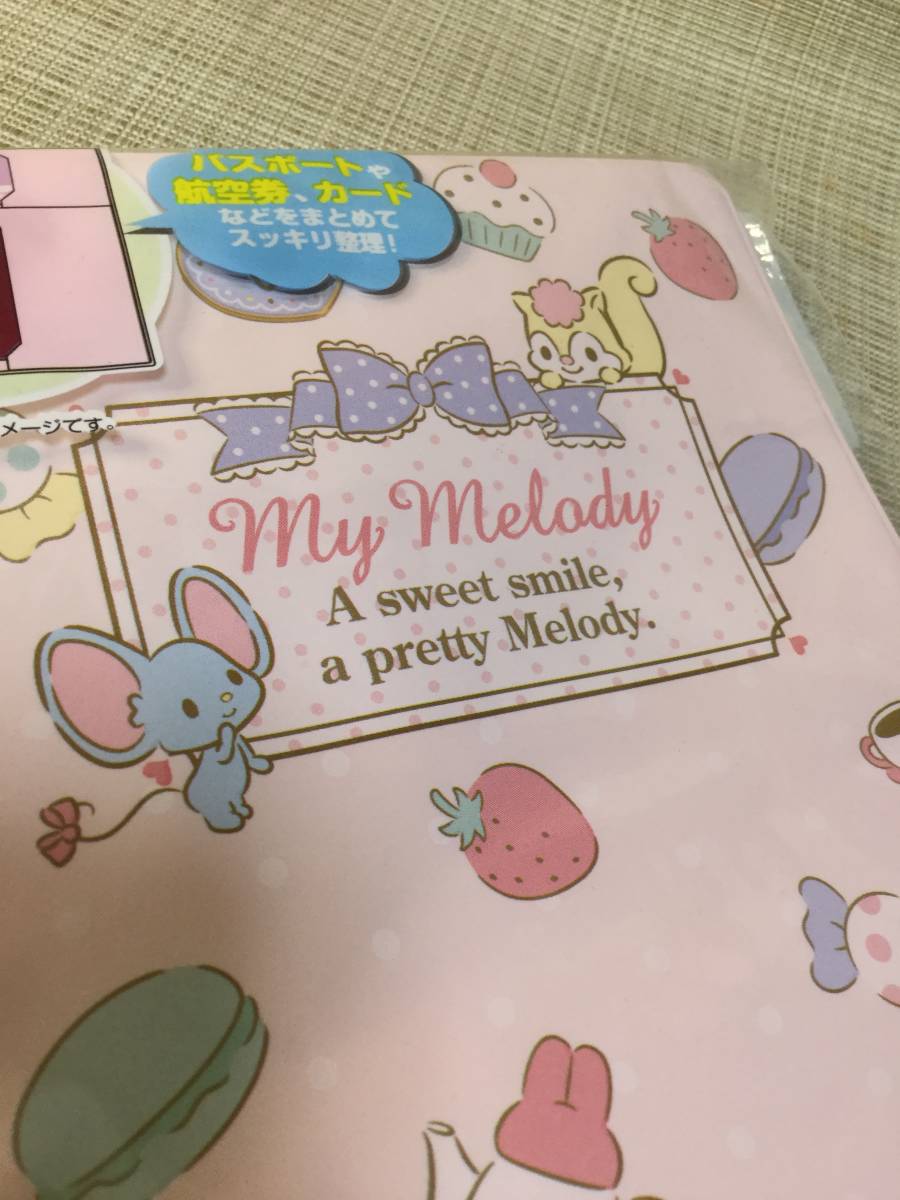 パスポートや
航空券、カード
などをまとめて
スッキリ整理!
メージです。
My Melody
A sweet smile,
a pretty Melody.